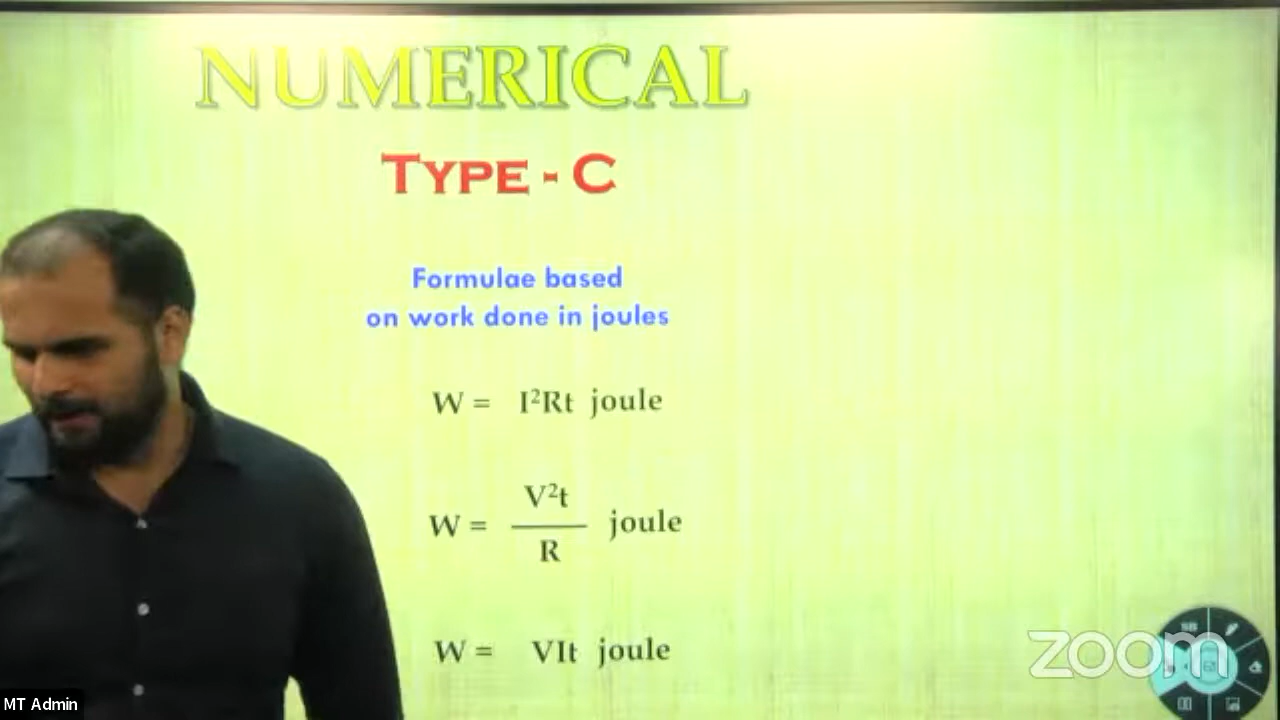 NUMERICAL
TYPE - C
Formulae based
on work done in joules
W = I²Rt joule
W = V²t / R joule
W = VIt joule
zoom
MT Admin